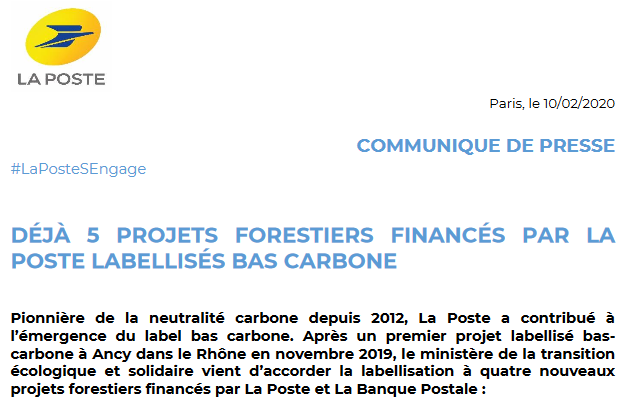 LA POSTE
Paris, le 10/02/2020
COMMUNIQUE DE PRESSE
#LaPosteSEngage
DÉJÀ 5 PROJETS FORESTIERS FINANCÉS PAR LA
POSTE LABELLISÉS BAS CARBONE
Pionnière de la neutralité carbone depuis 2012, La Poste a contribué à
l’émergence du label bas carbone. Après un premier projet labellisé bas-
carbone à Ancy dans le Rhône en novembre 2019, le ministère de la transition
écologique et solidaire vient d’accorder la labellisation à quatre nouveaux
projets forestiers financés par La Poste et La Banque Postale :